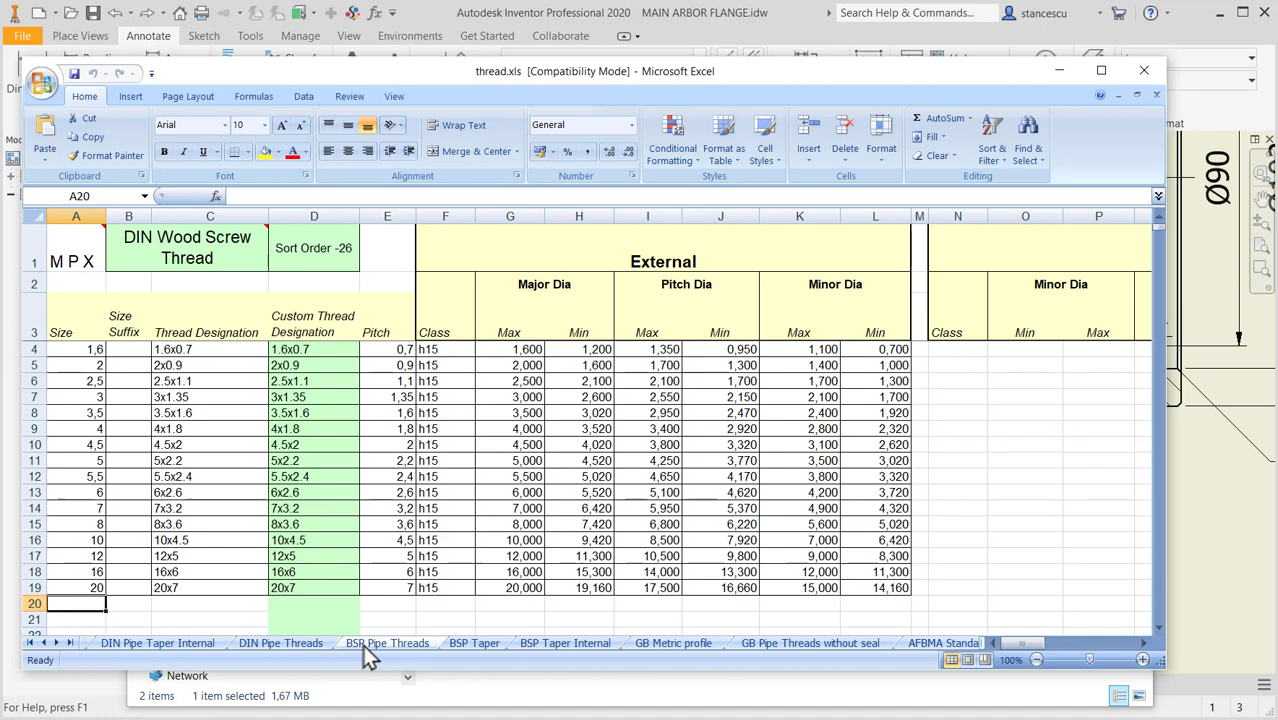 Autodesk Inventor Professional 2020 MAIN ARBOR FLANGE.idw Search Help & Commands... stancescu
PRO
File Place Views Annotate Sketch Tools Manage View Environments Get Started Collaborate
thread.xls [Compatibility Mode] - Microsoft Excel
Home Insert Page Layout Formulas Data Review View
Paste Cut Copy Format Painter Clipboard
Arial 10 B I U Font
Wrap Text Merge & Center Alignment
General % , Number
Conditional Formatting Format as Table Cell Styles Styles
Insert Delete Format Cells
AutoSum Fill Clear Sort & Filter Find & Select Editing
mat
A20 fx
A B C D E F G H I J K L M N O P
1 M P X DIN Wood Screw Thread Sort Order -26 External
2 Major Dia Pitch Dia Minor Dia Minor Dia
3 Size Size Suffix Thread Designation Custom Thread Designation Pitch Class Max Min Max Min Max Min Class Min Max
4 1,6 1.6x0.7 1.6x0.7 0,7 h15 1,600 1,200 1,350 0,950 1,100 0,700
5 2 2x0.9 2x0.9 0,9 h15 2,000 1,600 1,700 1,300 1,400 1,000
6 2,5 2.5x1.1 2.5x1.1 1,1 h15 2,500 2,100 2,100 1,700 1,700 1,300
7 3 3x1.35 3x1.35 1,35 h15 3,000 2,600 2,550 2,150 2,100 1,700
8 3,5 3.5x1.6 3.5x1.6 1,6 h15 3,500 3,020 2,950 2,470 2,400 1,920
9 4 4x1.8 4x1.8 1,8 h15 4,000 3,520 3,400 2,920 2,800 2,320
10 4,5 4.5x2 4.5x2 2 h15 4,500 4,020 3,800 3,320 3,100 2,620
11 5 5x2.2 5x2.2 2,2 h15 5,000 4,520 4,250 3,770 3,500 3,020
12 5,5 5.5x2.4 5.5x2.4 2,4 h15 5,500 5,020 4,650 4,170 3,800 3,320
13 6 6x2.6 6x2.6 2,6 h15 6,000 5,520 5,100 4,620 4,200 3,720
14 7 7x3.2 7x3.2 3,2 h15 7,000 6,420 5,950 5,370 4,900 4,320
15 8 8x3.6 8x3.6 3,6 h15 8,000 7,420 6,800 6,220 5,600 5,020
16 10 10x4.5 10x4.5 4,5 h15 10,000 9,420 8,500 7,920 7,000 6,420
17 12 12x5 12x5 5 h15 12,000 11,300 10,500 9,800 9,000 8,300
18 16 16x6 16x6 6 h15 16,000 15,300 14,000 13,300 12,000 11,300
19 20 20x7 20x7 7 h15 20,000 19,160 17,500 16,660 15,000 14,160
20
21
DIN Pipe Taper Internal DIN Pipe Threads BSP Pipe Threads BSP Taper BSP Taper Internal GB Metric profile GB Pipe Threads without seal AFBMA Standa
Ready 100%
Network
2 items 1 item selected 1,67 MB
For help, press F1 1 3
Ø90